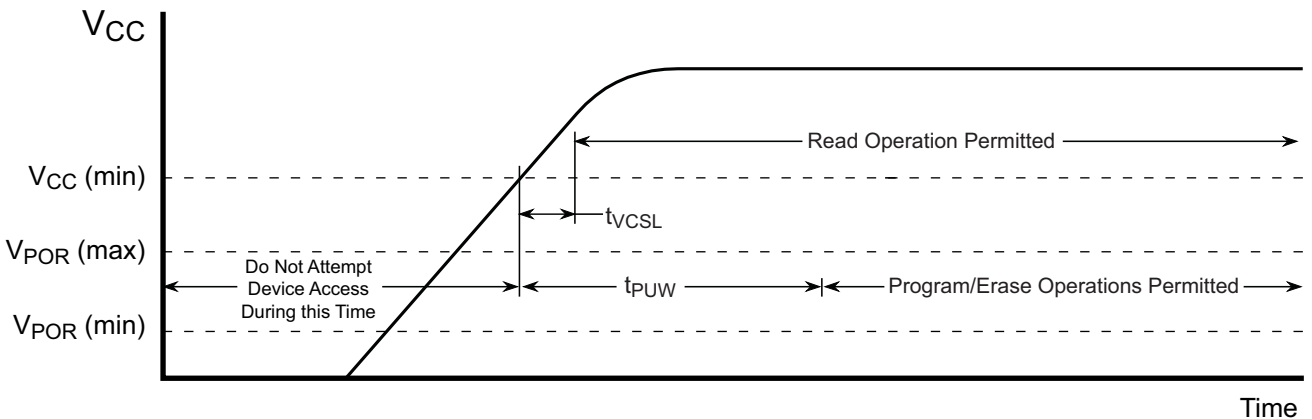 VCC
Read Operation Permitted
VCC (min)
tVCSL
VPOR (max)
Do Not Attempt
Device Access
During this Time
tPUW
Program/Erase Operations Permitted
VPOR (min)
Time